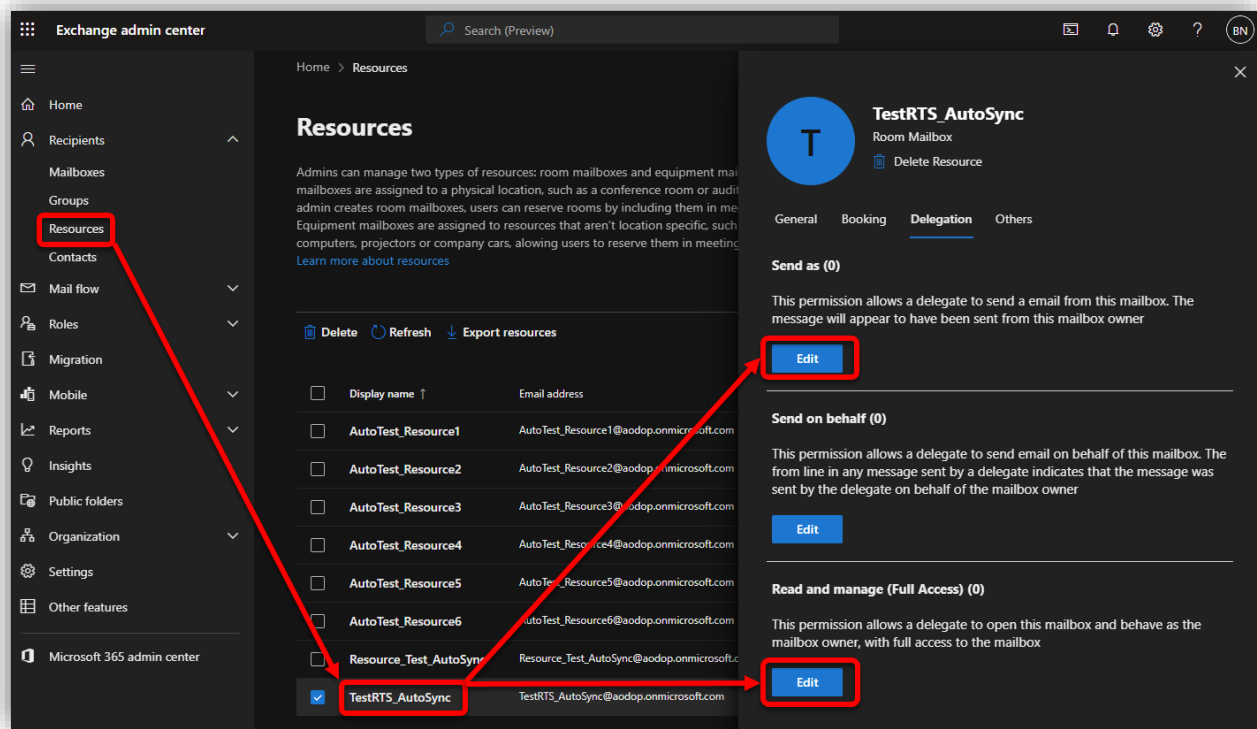 Exchange admin center
Search (Preview)
BN
Home
Recipients
Mailboxes
Groups
Resources
Contacts
Mail flow
Roles
Migration
Mobile
Reports
Insights
Public folders
Organization
Settings
Other features
Microsoft 365 admin center
Home > Resources
Resources
Admins can manage two types of resources: room mailboxes and equipment mai
mailboxes are assigned to a physical location, such as a conference room or audit
admin creates room mailboxes, users can reserve rooms by including them in me
Equipment mailboxes are assigned to resources that aren't location specific, such
computers, projectors or company cars, alowing users to reserve them in meeting
Learn more about resources
Delete Refresh Export resources
Display name ↑ Email address
AutoTest_Resource1 AutoTest_Resource1@aodop.onmicrosoft.com
AutoTest_Resource2 AutoTest_Resource2@aodop.onmicrosoft.com
AutoTest_Resource3 AutoTest_Resource3@aodop.onmicrosoft.com
AutoTest_Resource4 AutoTest_Resource4@aodop.onmicrosoft.com
AutoTest_Resource5 AutoTest_Resource5@aodop.onmicrosoft.com
AutoTest_Resource6 AutoTest_Resource6@aodop.onmicrosoft.com
Resource_Test_AutoSync Resource_Test_AutoSync@aodop.onmicrosoft.c
TestRTS_AutoSync TestRTS_AutoSync@aodop.onmicrosoft.com
T
TestRTS_AutoSync
Room Mailbox
Delete Resource
General Booking Delegation Others
Send as (0)
This permission allows a delegate to send a email from this mailbox. The
message will appear to have been sent from this mailbox owner
Edit
Send on behalf (0)
This permission allows a delegate to send email on behalf of this mailbox. The
from line in any message sent by a delegate indicates that the message was
sent by the delegate on behalf of the mailbox owner
Edit
Read and manage (Full Access) (0)
This permission allows a delegate to open this mailbox and behave as the
mailbox owner, with full access to the mailbox
Edit